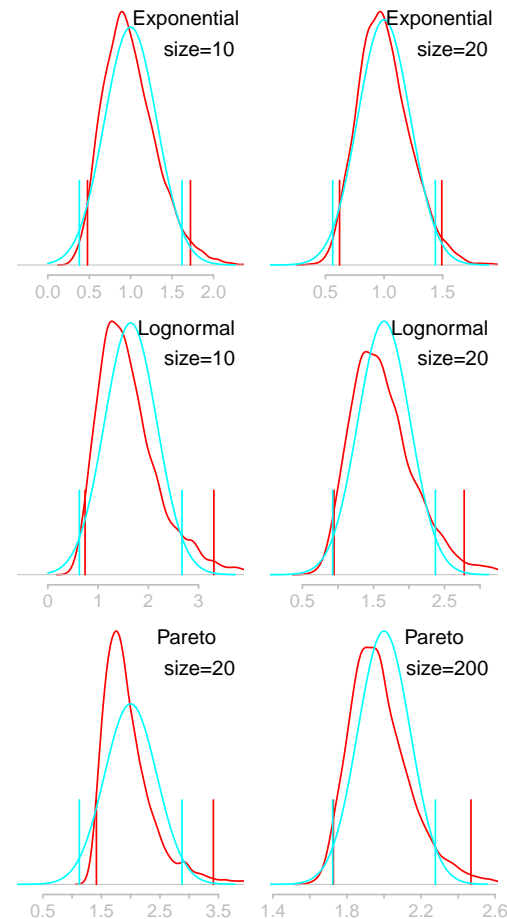 Exponential
size=10
0.0 0.5 1.0 1.5 2.0
Exponential
size=20
0.5 1.0 1.5
Lognormal
size=10
0 1 2 3
Lognormal
size=20
0.5 1.5 2.5
Pareto
size=20
0.5 1.5 2.5 3.5
Pareto
size=200
1.4 1.8 2.2 2.6